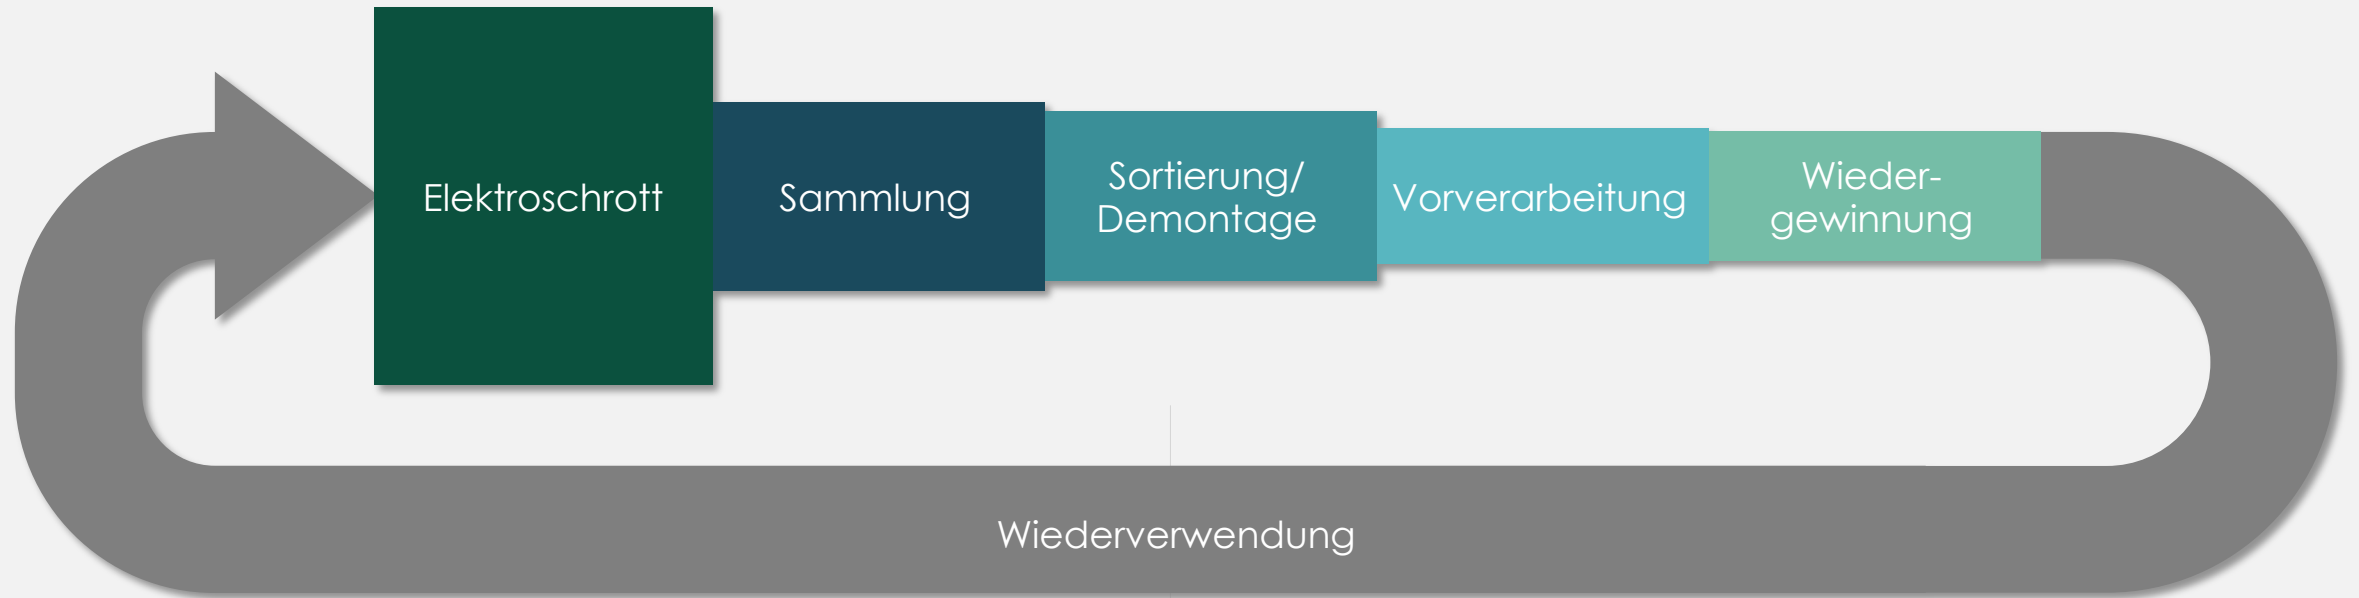 Elektroschrott
Sammlung
Sortierung/
Demontage
Vorverarbeitung
Wieder-
gewinnung
Wiederverwendung